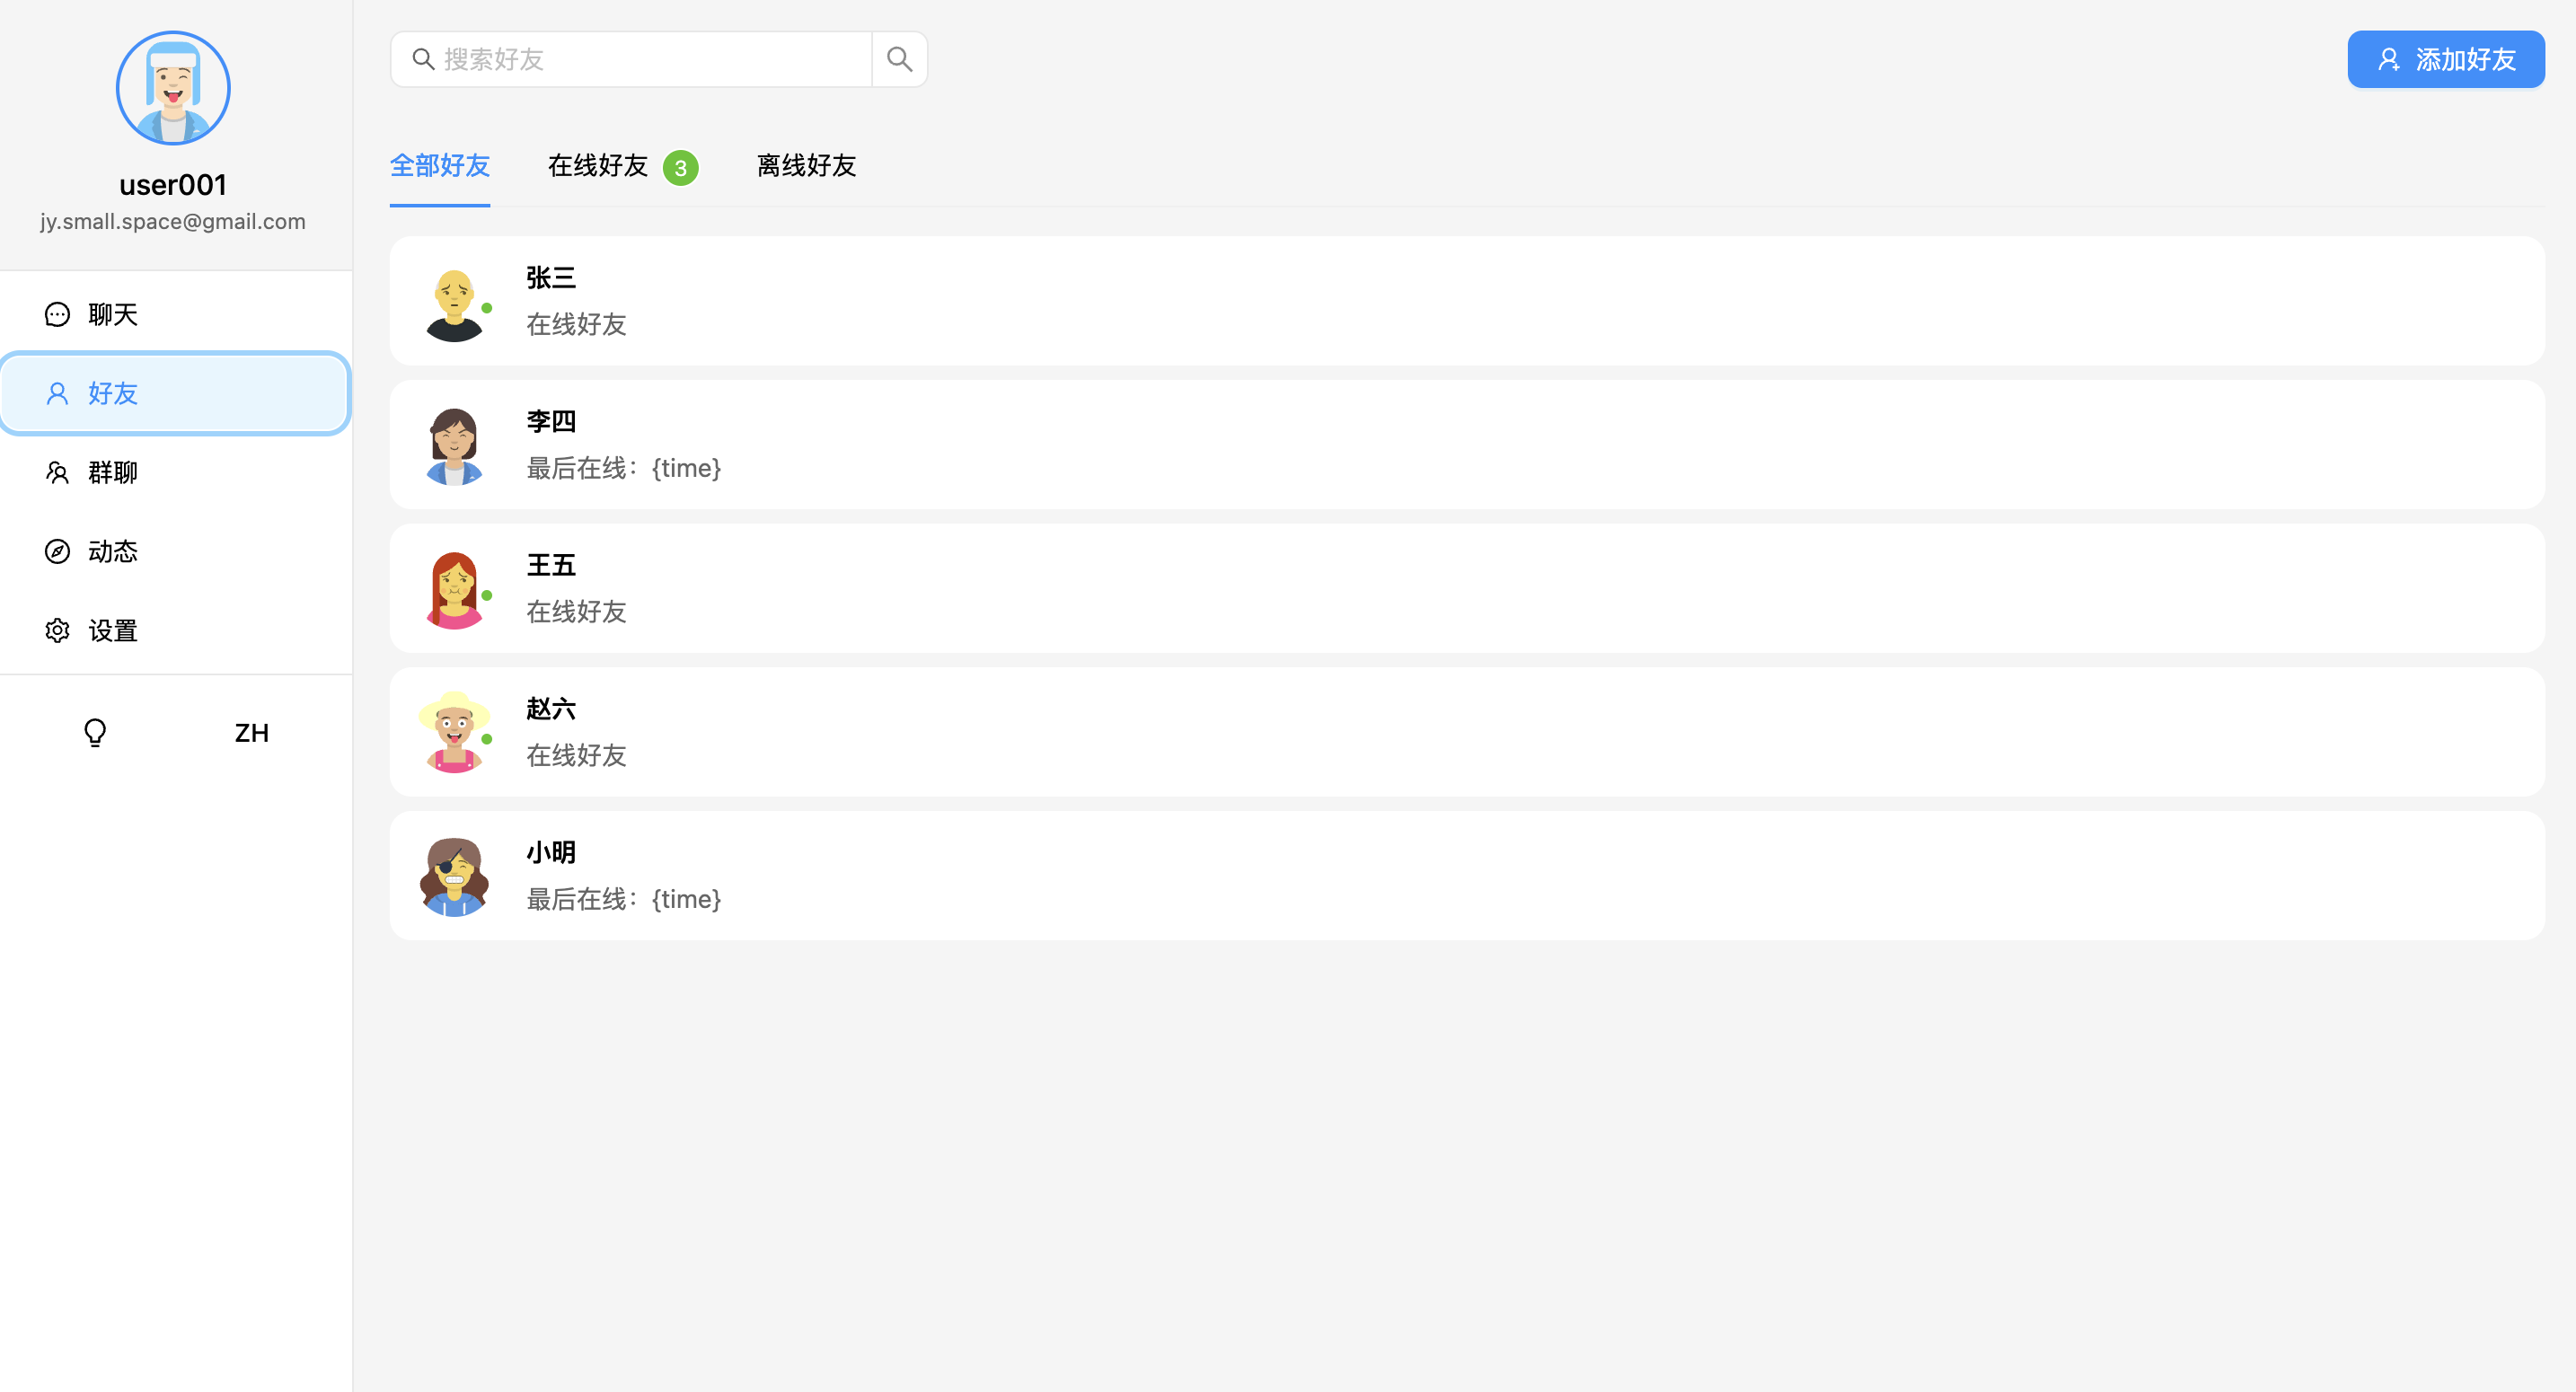 user001
jy.small.space@gmail.com
聊天
好友
群聊
动态
设置
ZH
搜索好友
添加好友
全部好友
在线好友 3
离线好友
张三
在线好友
李四
最后在线：{time}
王五
在线好友
赵六
在线好友
小明
最后在线：{time}